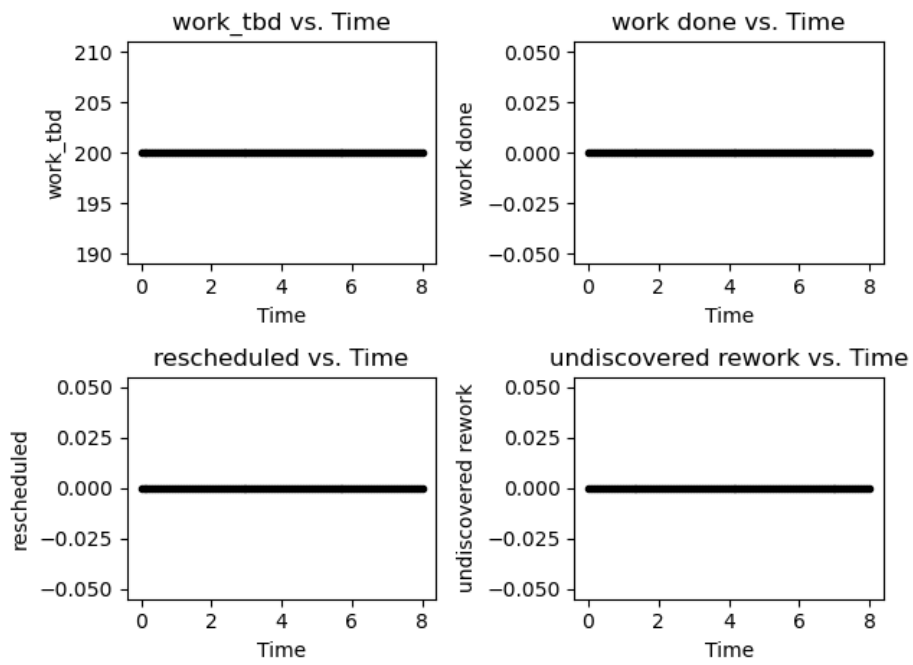 work_tbd vs. Time
210
205
200
195
190
work_tbd
0 2 4 6 8
Time
work done vs. Time
0.050
0.025
0.000
−0.025
−0.050
work done
0 2 4 6 8
Time
rescheduled vs. Time
0.050
0.025
0.000
−0.025
−0.050
rescheduled
0 2 4 6 8
Time
undiscovered rework vs. Time
0.050
0.025
0.000
−0.025
−0.050
undiscovered rework
0 2 4 6 8
Time